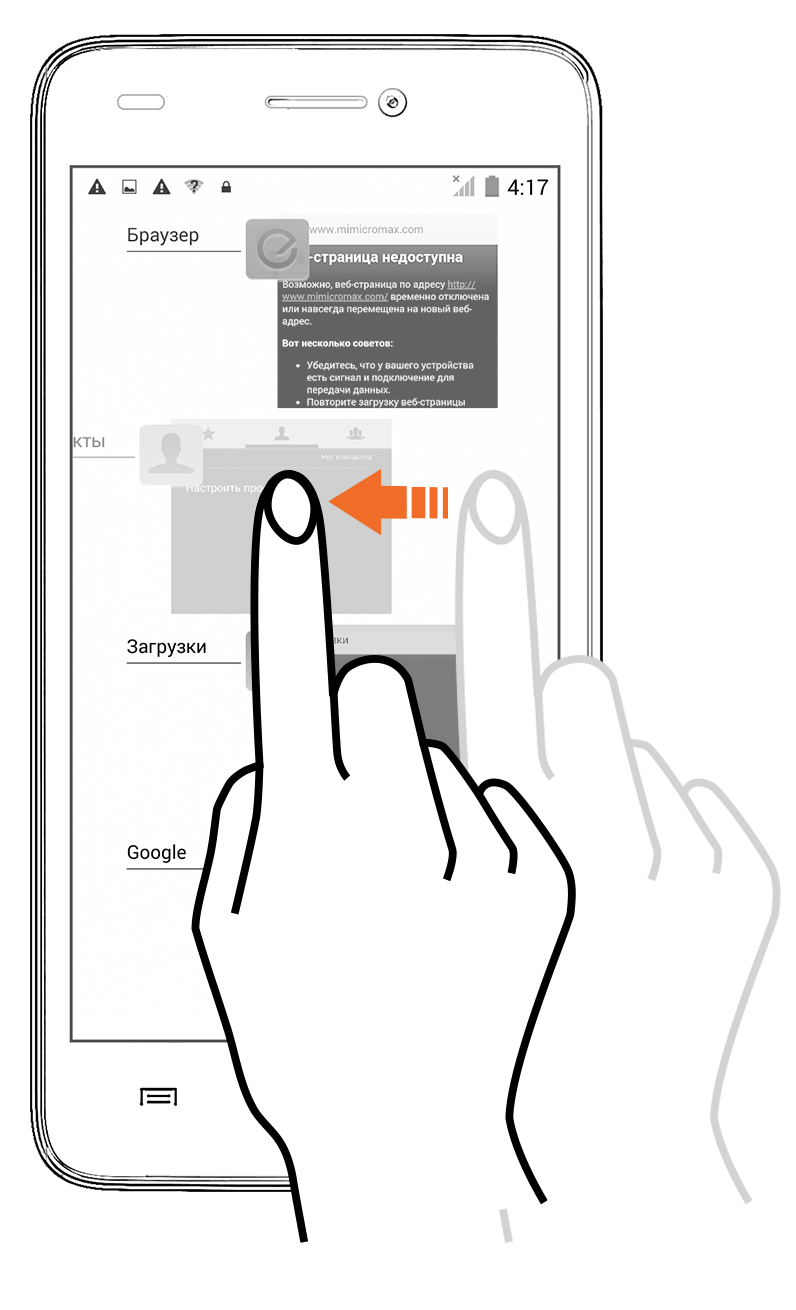 4:17
Браузер
www.mimicromax.com
-страница недоступна
Возможно, веб-страница по адресу http://
www.mimicromax.com/ временно отключена
или навсегда перемещена на новый веб-
адрес.
Вот несколько советов:
• Убедитесь, что у вашего устройства
есть сигнал и подключение для
передачи данных.
• Повторите загрузку веб-страницы
кты
Нет контактов
Настроить про
Загрузки
ки
Google